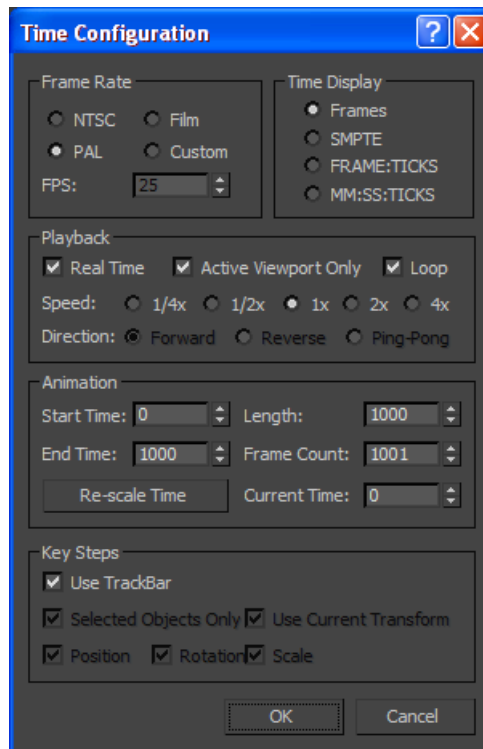 Time Configuration
Frame Rate
NTSC Film
PAL Custom
FPS: 25
Time Display
Frames
SMPTE
FRAME:TICKS
MM:SS:TICKS
Playback
Real Time Active Viewport Only Loop
Speed: 1/4x 1/2x 1x 2x 4x
Direction: Forward Reverse Ping-Pong
Animation
Start Time: 0 Length: 1000
End Time: 1000 Frame Count: 1001
Re-scale Time Current Time: 0
Key Steps
Use TrackBar
Selected Objects Only Use Current Transform
Position Rotation Scale
OK Cancel